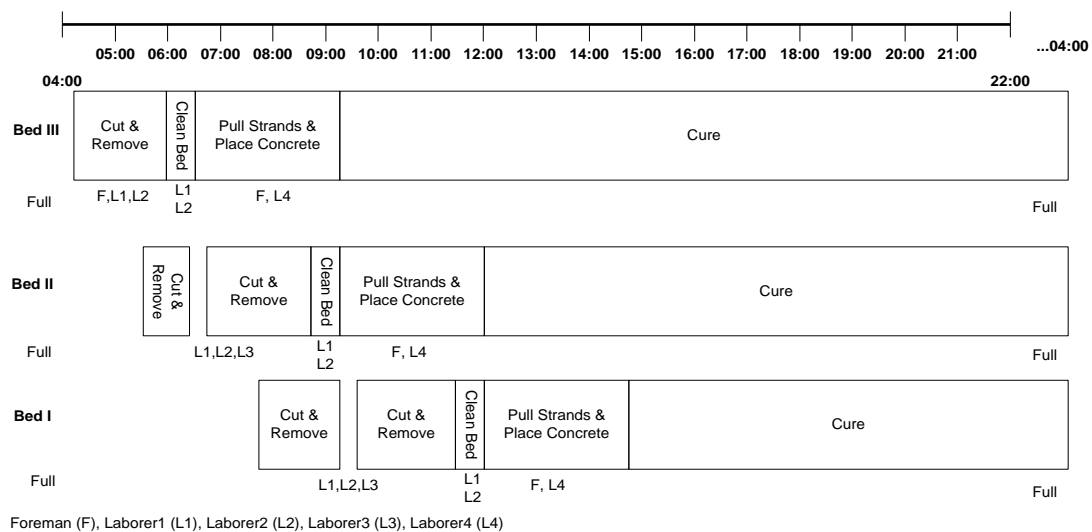 05:00 06:00 07:00 08:00 09:00 10:00 11:00 12:00 13:00 14:00 15:00 16:00 17:00 18:00 19:00 20:00 21:00 ...04:00
04:00 22:00
Bed III
Cut &
Remove
Clean Bed
Pull Strands &
Place Concrete
Cure
Full
F,L1,L2
L1
L2
F, L4
Full
Bed II
Cut &
Remove
Cut &
Remove
Clean Bed
Pull Strands &
Place Concrete
Cure
Full
L1,L2,L3
L1
L2
F, L4
Full
Bed I
Cut &
Remove
Cut &
Remove
Clean Bed
Pull Strands &
Place Concrete
Cure
Full
L1,L2,L3
L1
L2
F, L4
Full
Foreman (F), Laborer1 (L1), Laborer2 (L2), Laborer3 (L3), Laborer4 (L4)